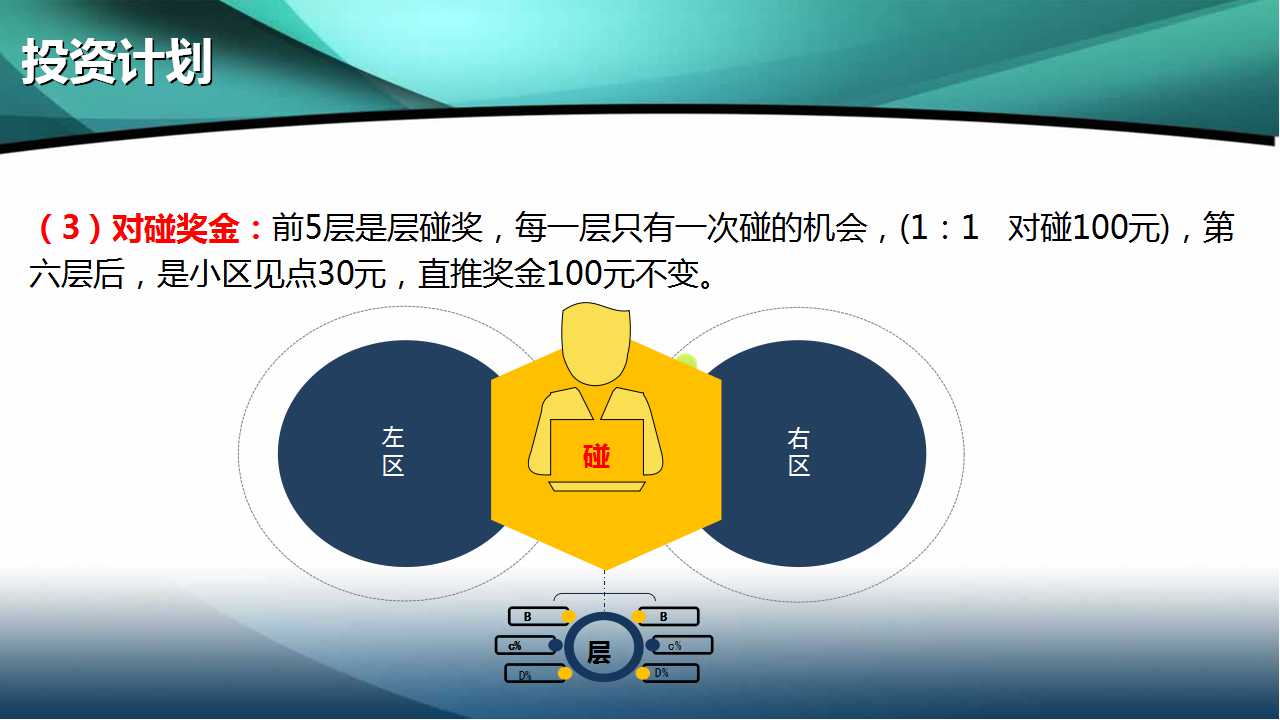 投资计划
（3）对碰奖金：前5层是层碰奖，每一层只有一次碰的机会，(1：1 对碰100元)，第
六层后，是小区见点30元，直推奖金100元不变。
左
区
碰
右
区
B
B
层
c%
c%
D%
D%